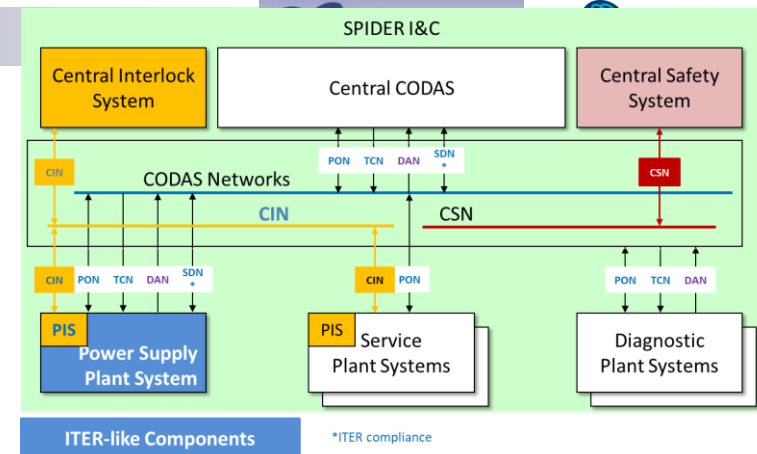 SPIDER I&C
Central Interlock
System
Central CODAS
Central Safety
System
PON TCN DAN SDN
*
CIN
CSN
CODAS Networks
CIN
CSN
CIN PON TCN DAN SDN
*
CIN PON
PON TCN DAN
PIS
Power Supply
Plant System
PIS
Service
Plant Systems
Diagnostic
Plant Systems
ITER-like Components
*ITER compliance